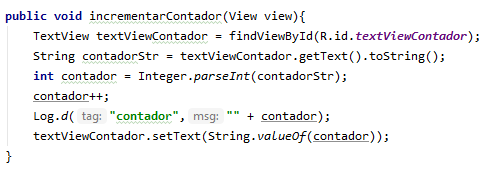 public void incrementarContador(View view){
TextView textViewContador = findViewById(R.id.textViewContador);
String contadorStr = textViewContador.getText().toString();
int contador = Integer.parseInt(contadorStr);
contador++;
Log.d( tag: "contador", msg: "" + contador);
textViewContador.setText(String.valueOf(contador));
}